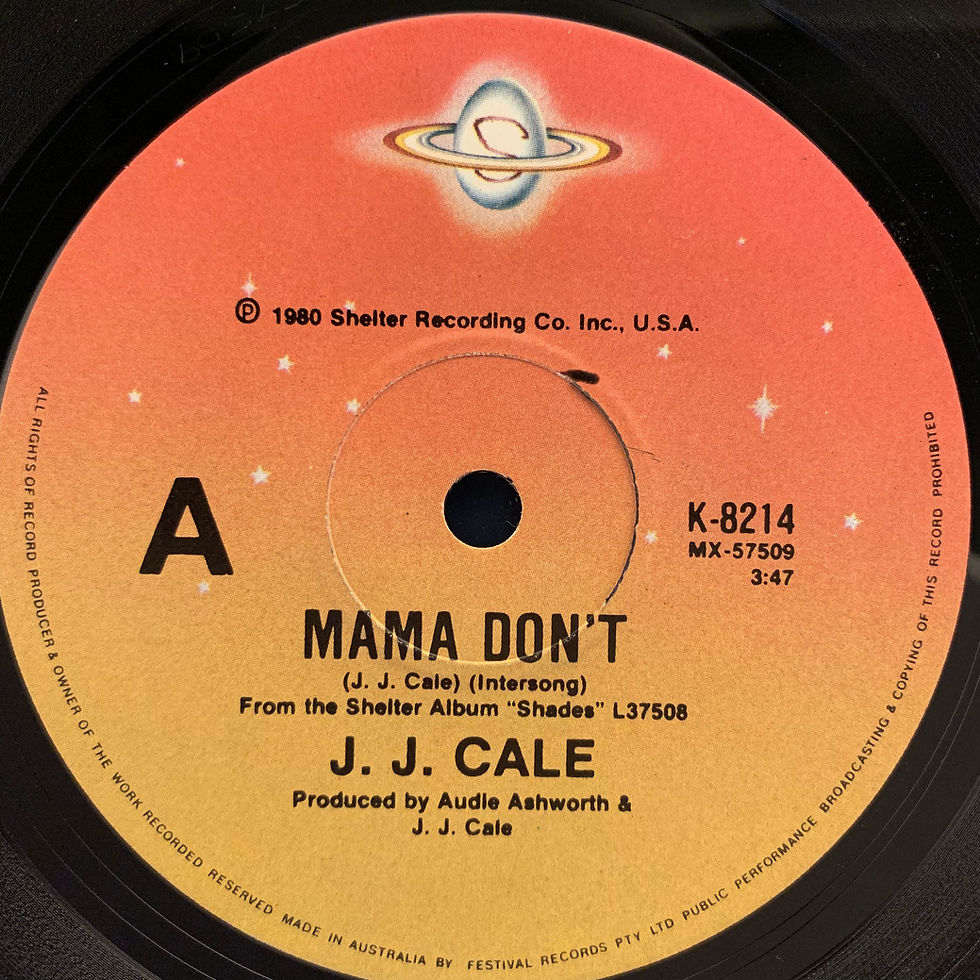 ℗ 1980 Shelter Recording Co. Inc., U.S.A.
A
K-8214
MX-57509
3:47
MAMA DON'T
(J. J. Cale) (Intersong)
From the Shelter Album "Shades" L37508
J. J. CALE
Produced by Audie Ashworth &
J. J. Cale
ALL RIGHTS OF RECORD PRODUCER & OWNER OF THE WORK RECORDED RESERVED MADE IN AUSTRALIA BY FESTIVAL RECORDS PTY LTD PUBLIC PERFORMANCE BROADCASTING & COPYING OF THIS RECORD PROHIBITED